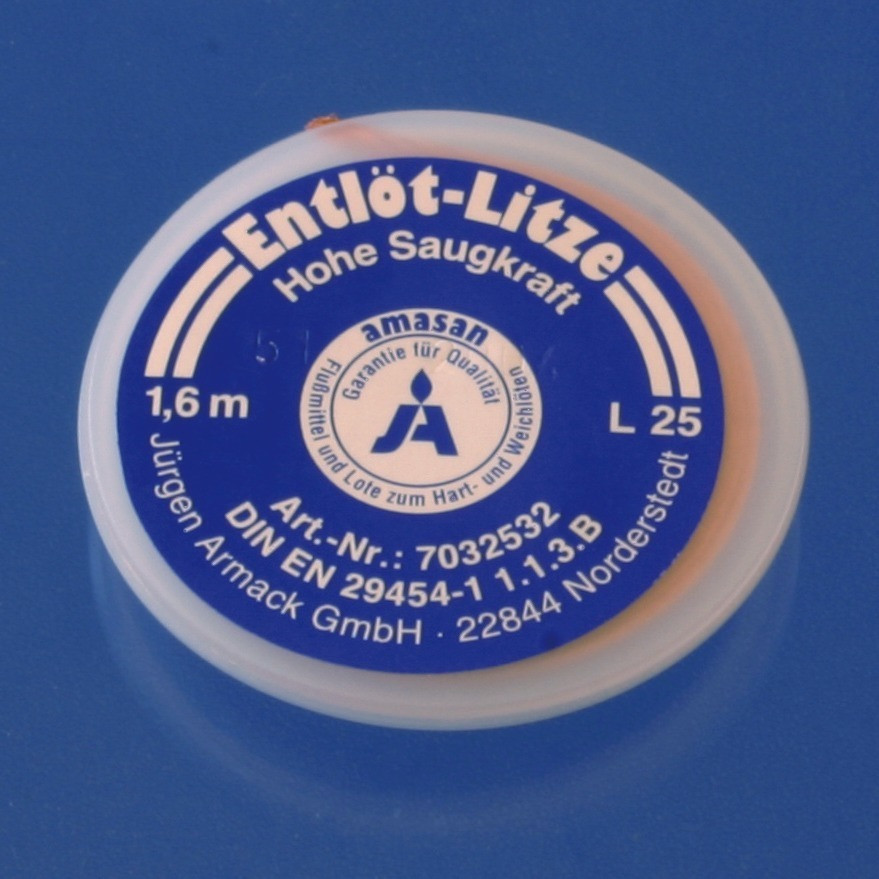 Entlöt-Litze
Hohe Saugkraft
amasan
Garantie für Qualität
Flußmittel und Lote zum Hart- und Weichlöten
JA
1,6 m
L 25
Art.-Nr.: 7032532
DIN EN 29454-1 1.1.3.B
Jürgen Armack GmbH · 22844 Norderstedt